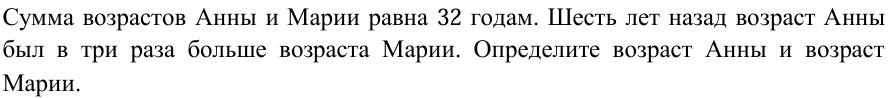 Сумма возрастов Анны и Марии равна 32 годам. Шесть лет назад возраст Анны
был в три раза больше возраста Марии. Определите возраст Анны и возраст
Марии.